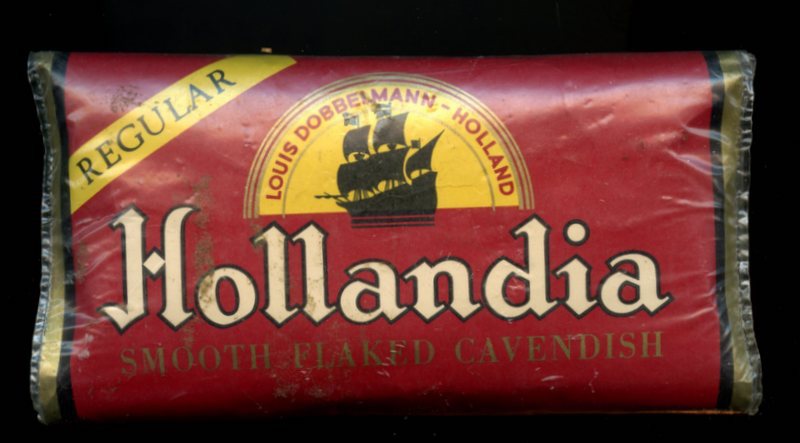 REGULAR
LOUIS DOBBELMANN - HOLLAND
Hollandia
SMOOTH FLAKED CAVENDISH